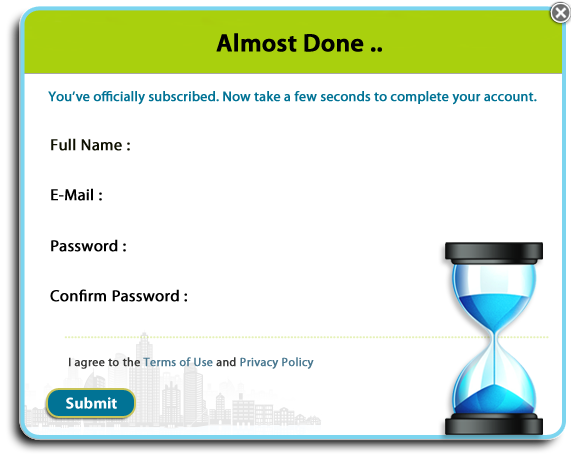 Almost Done ..
You've officially subscribed. Now take a few seconds to complete your account.
Full Name :
E-Mail :
Password :
Confirm Password :
I agree to the Terms of Use and Privacy Policy
Submit